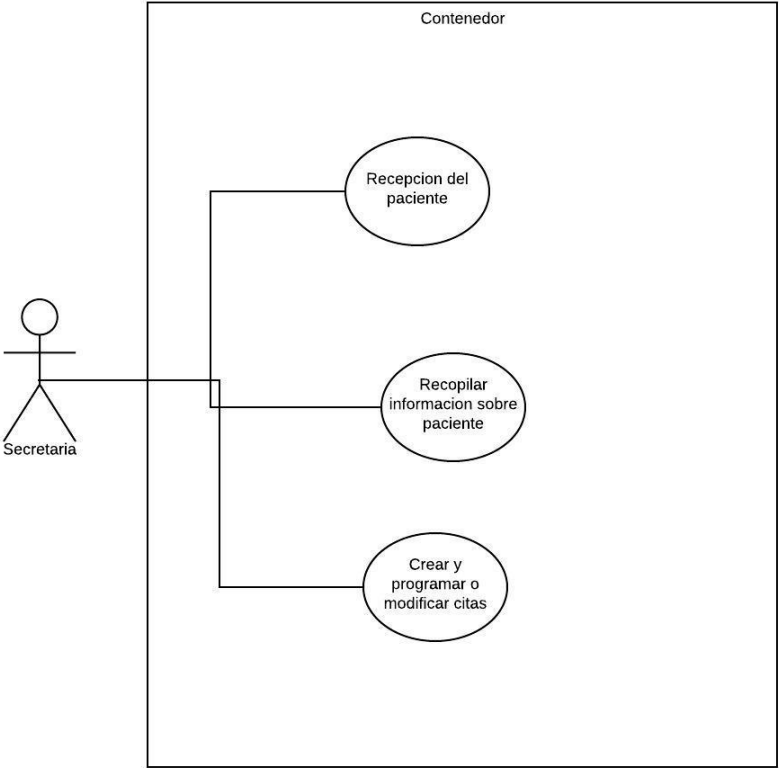 Contenedor
Recepcion del
paciente
Recopilar
informacion sobre
paciente
Secretaria
Crear y
programar o
modificar citas